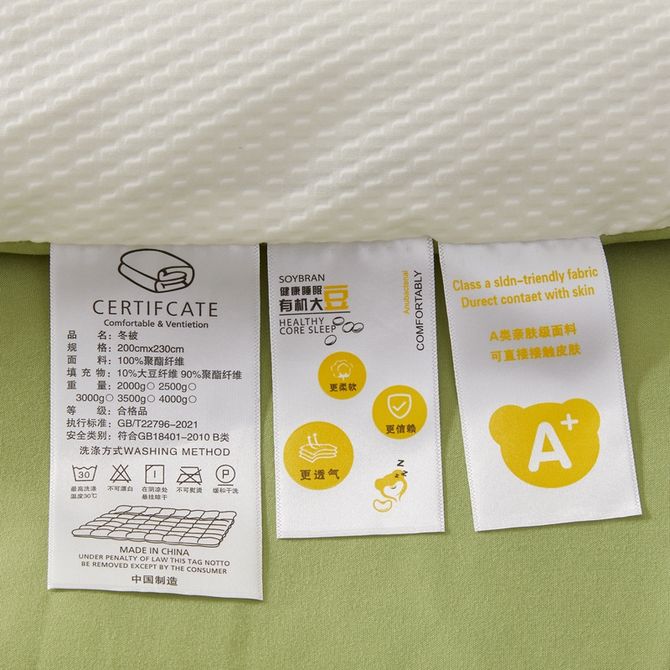 CERTIFCATE
Comfortable & Ventietion
品 名：冬被
规 格：200cmx230cm
面 料：100%聚酯纤维
填 充 物：10%大豆纤维 90%聚酯纤维
重 量：2000g○ 2500g○
3000g○ 3500g○ 4000g○
等 级：合格品
执行标准：GB/T22796-2021
安全类别：符合GB18401-2010 B类
洗涤方式WASHING METHOD
30
P
最高洗涤温度30℃
不可漂白
在阴凉处悬挂晾干
不可熨烫
缓和干洗
MADE IN CHINA
UNDER PENALTY OF LAW THIS TAG NOTTO
BE REMOVED EXCEPT BY THE CONSUMER
中国制造
SOYBRAN
健康睡眠
有机大豆
HEALTHY
CORE SLEEP
Anubacteral
COMFORTABLY
更柔软
更信赖
更透气
z
z
Class a sldn-triendly fabric
Durect contaet with skin
A类亲肤级面料
可直接接触皮肤
A+